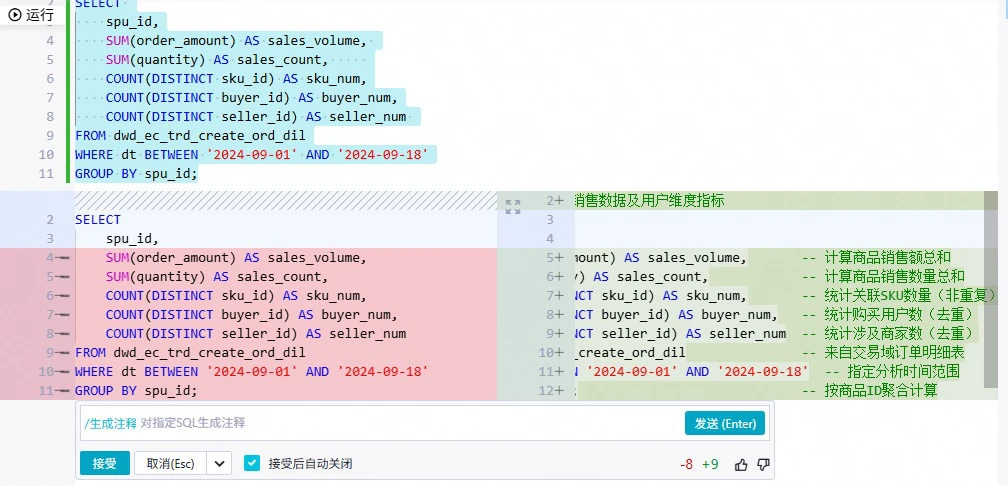 SELECT
运行
spu_id,
4 SUM(order_amount) AS sales_volume,
5 SUM(quantity) AS sales_count,
6 COUNT(DISTINCT sku_id) AS sku_num,
7 COUNT(DISTINCT buyer_id) AS buyer_num,
8 COUNT(DISTINCT seller_id) AS seller_num
9 FROM dwd_ec_trd_create_ord_dil
10 WHERE dt BETWEEN '2024-09-01' AND '2024-09-18'
11 GROUP BY spu_id;
2 SELECT
3 spu_id,
4− SUM(order_amount) AS sales_volume,
5− SUM(quantity) AS sales_count,
6− COUNT(DISTINCT sku_id) AS sku_num,
7− COUNT(DISTINCT buyer_id) AS buyer_num,
8− COUNT(DISTINCT seller_id) AS seller_num
9− FROM dwd_ec_trd_create_ord_dil
10− WHERE dt BETWEEN '2024-09-01' AND '2024-09-18'
11− GROUP BY spu_id;
2+ 销售数据及用户维度指标
3
4
5+ mount) AS sales_volume, -- 计算商品销售额总和
6+ y) AS sales_count, -- 计算商品销售数量总和
7+ NCT sku_id) AS sku_num, -- 统计关联SKU数量（非重复）
8+ NCT buyer_id) AS buyer_num, -- 统计购买用户数（去重）
9+ NCT seller_id) AS seller_num -- 统计涉及商家数（去重）
10+ _create_ord_dil -- 来自交易域订单明细表
11+ N '2024-09-01' AND '2024-09-18' -- 指定分析时间范围
12+ ; -- 按商品ID聚合计算
/生成注释 对指定SQL生成注释
发送 (Enter)
接受 取消(Esc) 接受后自动关闭 -8 +9